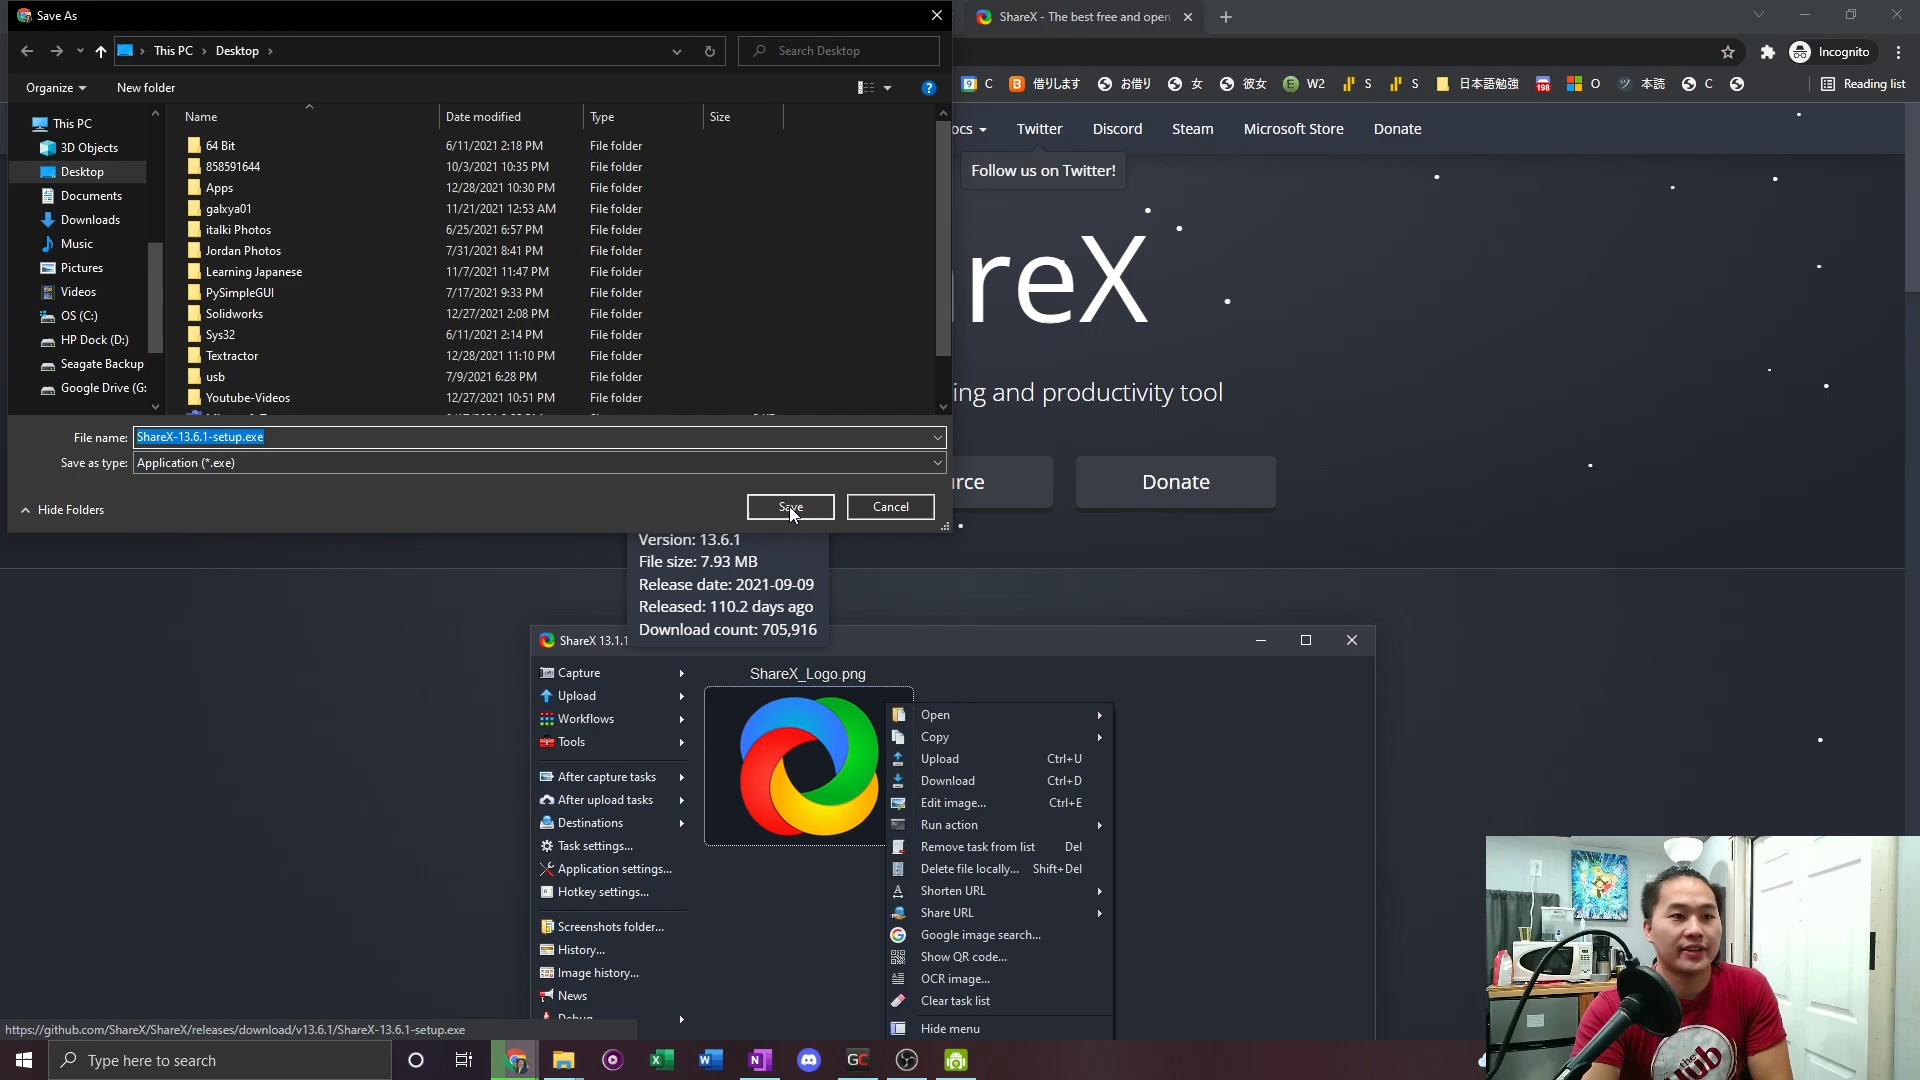 Save As
This PC > Desktop >
Search Desktop
Organize
New folder
This PC
3D Objects
Desktop
Documents
Downloads
Music
Pictures
Videos
OS (C:)
HP Dock (D:)
Seagate Backup
Google Drive (G:
Name Date modified Type Size
64 Bit 6/11/2021 2:18 PM File folder
858591644 10/3/2021 10:35 PM File folder
Apps 12/28/2021 10:30 PM File folder
galxya01 11/21/2021 12:53 AM File folder
italki Photos 6/25/2021 6:57 PM File folder
Jordan Photos 7/31/2021 8:41 PM File folder
Learning Japanese 11/7/2021 11:47 PM File folder
PySimpleGUI 7/17/2021 9:33 PM File folder
Solidworks 12/27/2021 2:08 PM File folder
Sys32 6/11/2021 2:14 PM File folder
Textractor 12/28/2021 11:10 PM File folder
usb 7/9/2021 6:28 PM File folder
Youtube-Videos 12/27/2021 10:51 PM File folder
File name: ShareX-13.6.1-setup.exe
Save as type: Application (*.exe)
Hide Folders
Save
Cancel
ShareX - The best free and open
Incognito
C
借りします
お借り
女
彼女
W2
S
S
日本語勉強
198
O
本読
C
Reading list
ocs
Twitter
Discord
Steam
Microsoft Store
Donate
Follow us on Twitter!
reX
ing and productivity tool
urce
Donate
Version: 13.6.1
File size: 7.93 MB
Release date: 2021-09-09
Released: 110.2 days ago
Download count: 705,916
ShareX 13.1.1
Capture
Upload
Workflows
Tools
After capture tasks
After upload tasks
Destinations
Task settings...
Application settings...
Hotkey settings...
Screenshots folder...
History...
Image history...
News
Debug
ShareX_Logo.png
Open
Copy
Upload Ctrl+U
Download Ctrl+D
Edit image... Ctrl+E
Run action
Remove task from list Del
Delete file locally... Shift+Del
Shorten URL
Share URL
Google image search...
Show QR code...
OCR image...
Clear task list
Hide menu
https://github.com/ShareX/ShareX/releases/download/v13.6.1/ShareX-13.6.1-setup.exe
Type here to search
GC
the
Hub